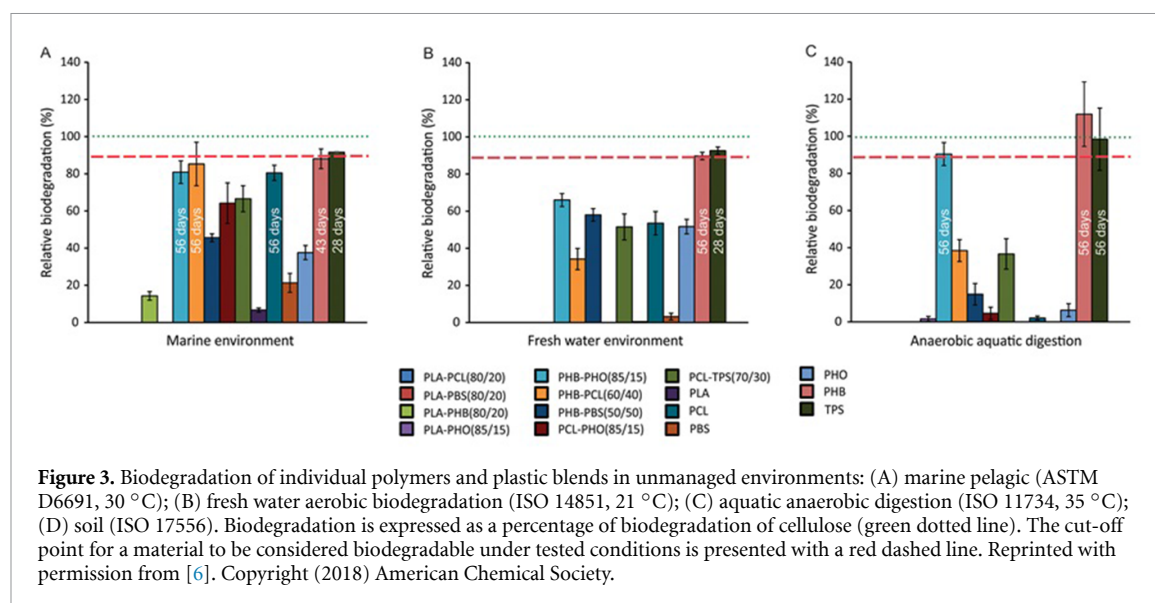 A
B
C
Relative biodegradation (%)
140
120
100
80
60
40
20
0
56 days
56 days
56 days
43 days
28 days
Marine environment
Relative biodegradation (%)
140
120
100
80
60
40
20
0
56 days
28 days
Fresh water environment
Relative biodegradation (%)
140
120
100
80
60
40
20
0
56 days
56 days
56 days
Anaerobic aquatic digestion
PLA-PCL(80/20)
PLA-PBS(80/20)
PLA-PHB(80/20)
PLA-PHO(85/15)
PHB-PHO(85/15)
PHB-PCL(60/40)
PHB-PBS(50/50)
PCL-PHO(85/15)
PCL-TPS(70/30)
PLA
PCL
PBS
PHO
PHB
TPS
Figure 3. Biodegradation of individual polymers and plastic blends in unmanaged environments: (A) marine pelagic (ASTM
D6691, 30 °C); (B) fresh water aerobic biodegradation (ISO 14851, 21 °C); (C) aquatic anaerobic digestion (ISO 11734, 35 °C);
(D) soil (ISO 17556). Biodegradation is expressed as a percentage of biodegradation of cellulose (green dotted line). The cut-off
point for a material to be considered biodegradable under tested conditions is presented with a red dashed line. Reprinted with
permission from [6]. Copyright (2018) American Chemical Society.